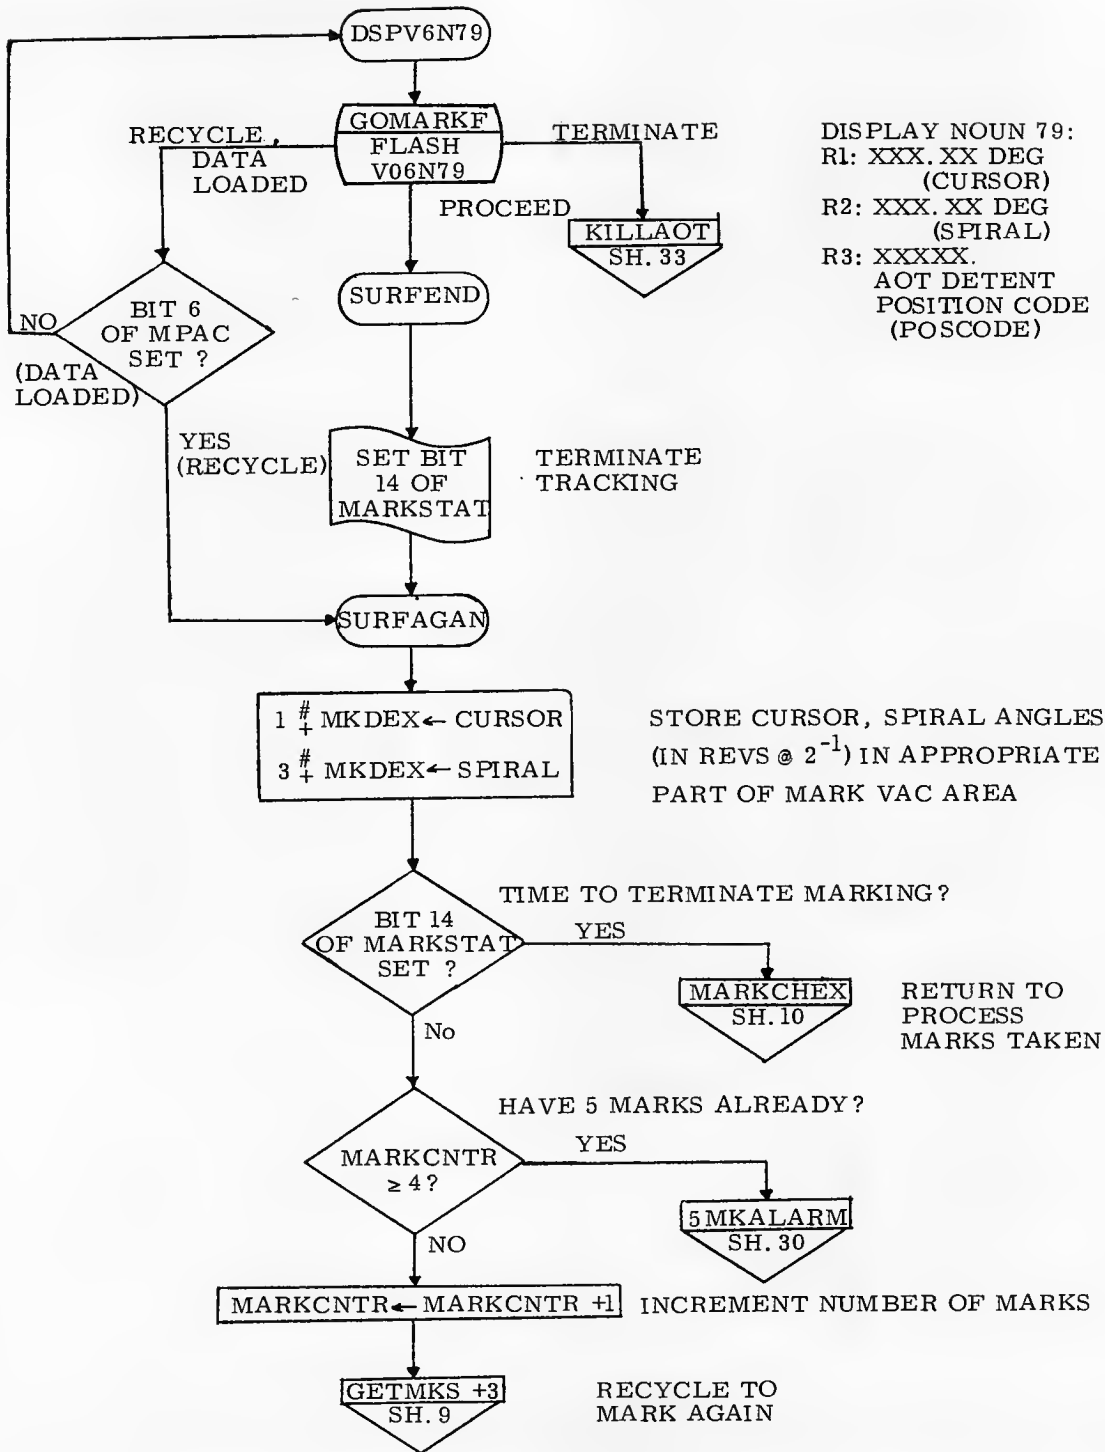 DSPV6N79
GOMARKF
FLASH
V06N79
RECYCLE,
DATA
LOADED
TERMINATE
PROCEED
KILLAOT
SH. 33
DISPLAY NOUN 79:
R1: XXX. XX DEG
(CURSOR)
R2: XXX. XX DEG
(SPIRAL)
R3: XXXXX.
AOT DETENT
POSITION CODE
(POSCODE)
BIT 6
OF MPAC
SET ?
NO
(DATA
LOADED)
YES
(RECYCLE)
SURFEND
SET BIT
14 OF
MARKSTAT
TERMINATE
TRACKING
SURFAGAN
1 #+ MKDEX← CURSOR
3 #+ MKDEX← SPIRAL
STORE CURSOR, SPIRAL ANGLES
(IN REVS @ 2⁻¹) IN APPROPRIATE
PART OF MARK VAC AREA
TIME TO TERMINATE MARKING?
BIT 14
OF MARKSTAT
SET ?
YES
MARKCHEX
SH. 10
RETURN TO
PROCESS
MARKS TAKEN
No
HAVE 5 MARKS ALREADY?
MARKCNTR
≥ 4?
YES
5MKALARM
SH. 30
NO
MARKCNTR← MARKCNTR +1
INCREMENT NUMBER OF MARKS
GETMKS +3
SH. 9
RECYCLE TO
MARK AGAIN